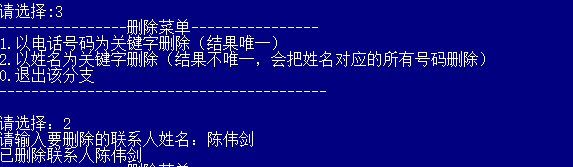 请选择:3
----------------删除菜单----------------
1.以电话号码为关键字删除（结果唯一）
2.以姓名为关键字删除（结果不唯一，会把姓名对应的所有号码删除）
0.退出该分支
-----------------------------------------
请选择：2
请输入要删除的联系人姓名：陈伟剑
已删除联系人陈伟剑